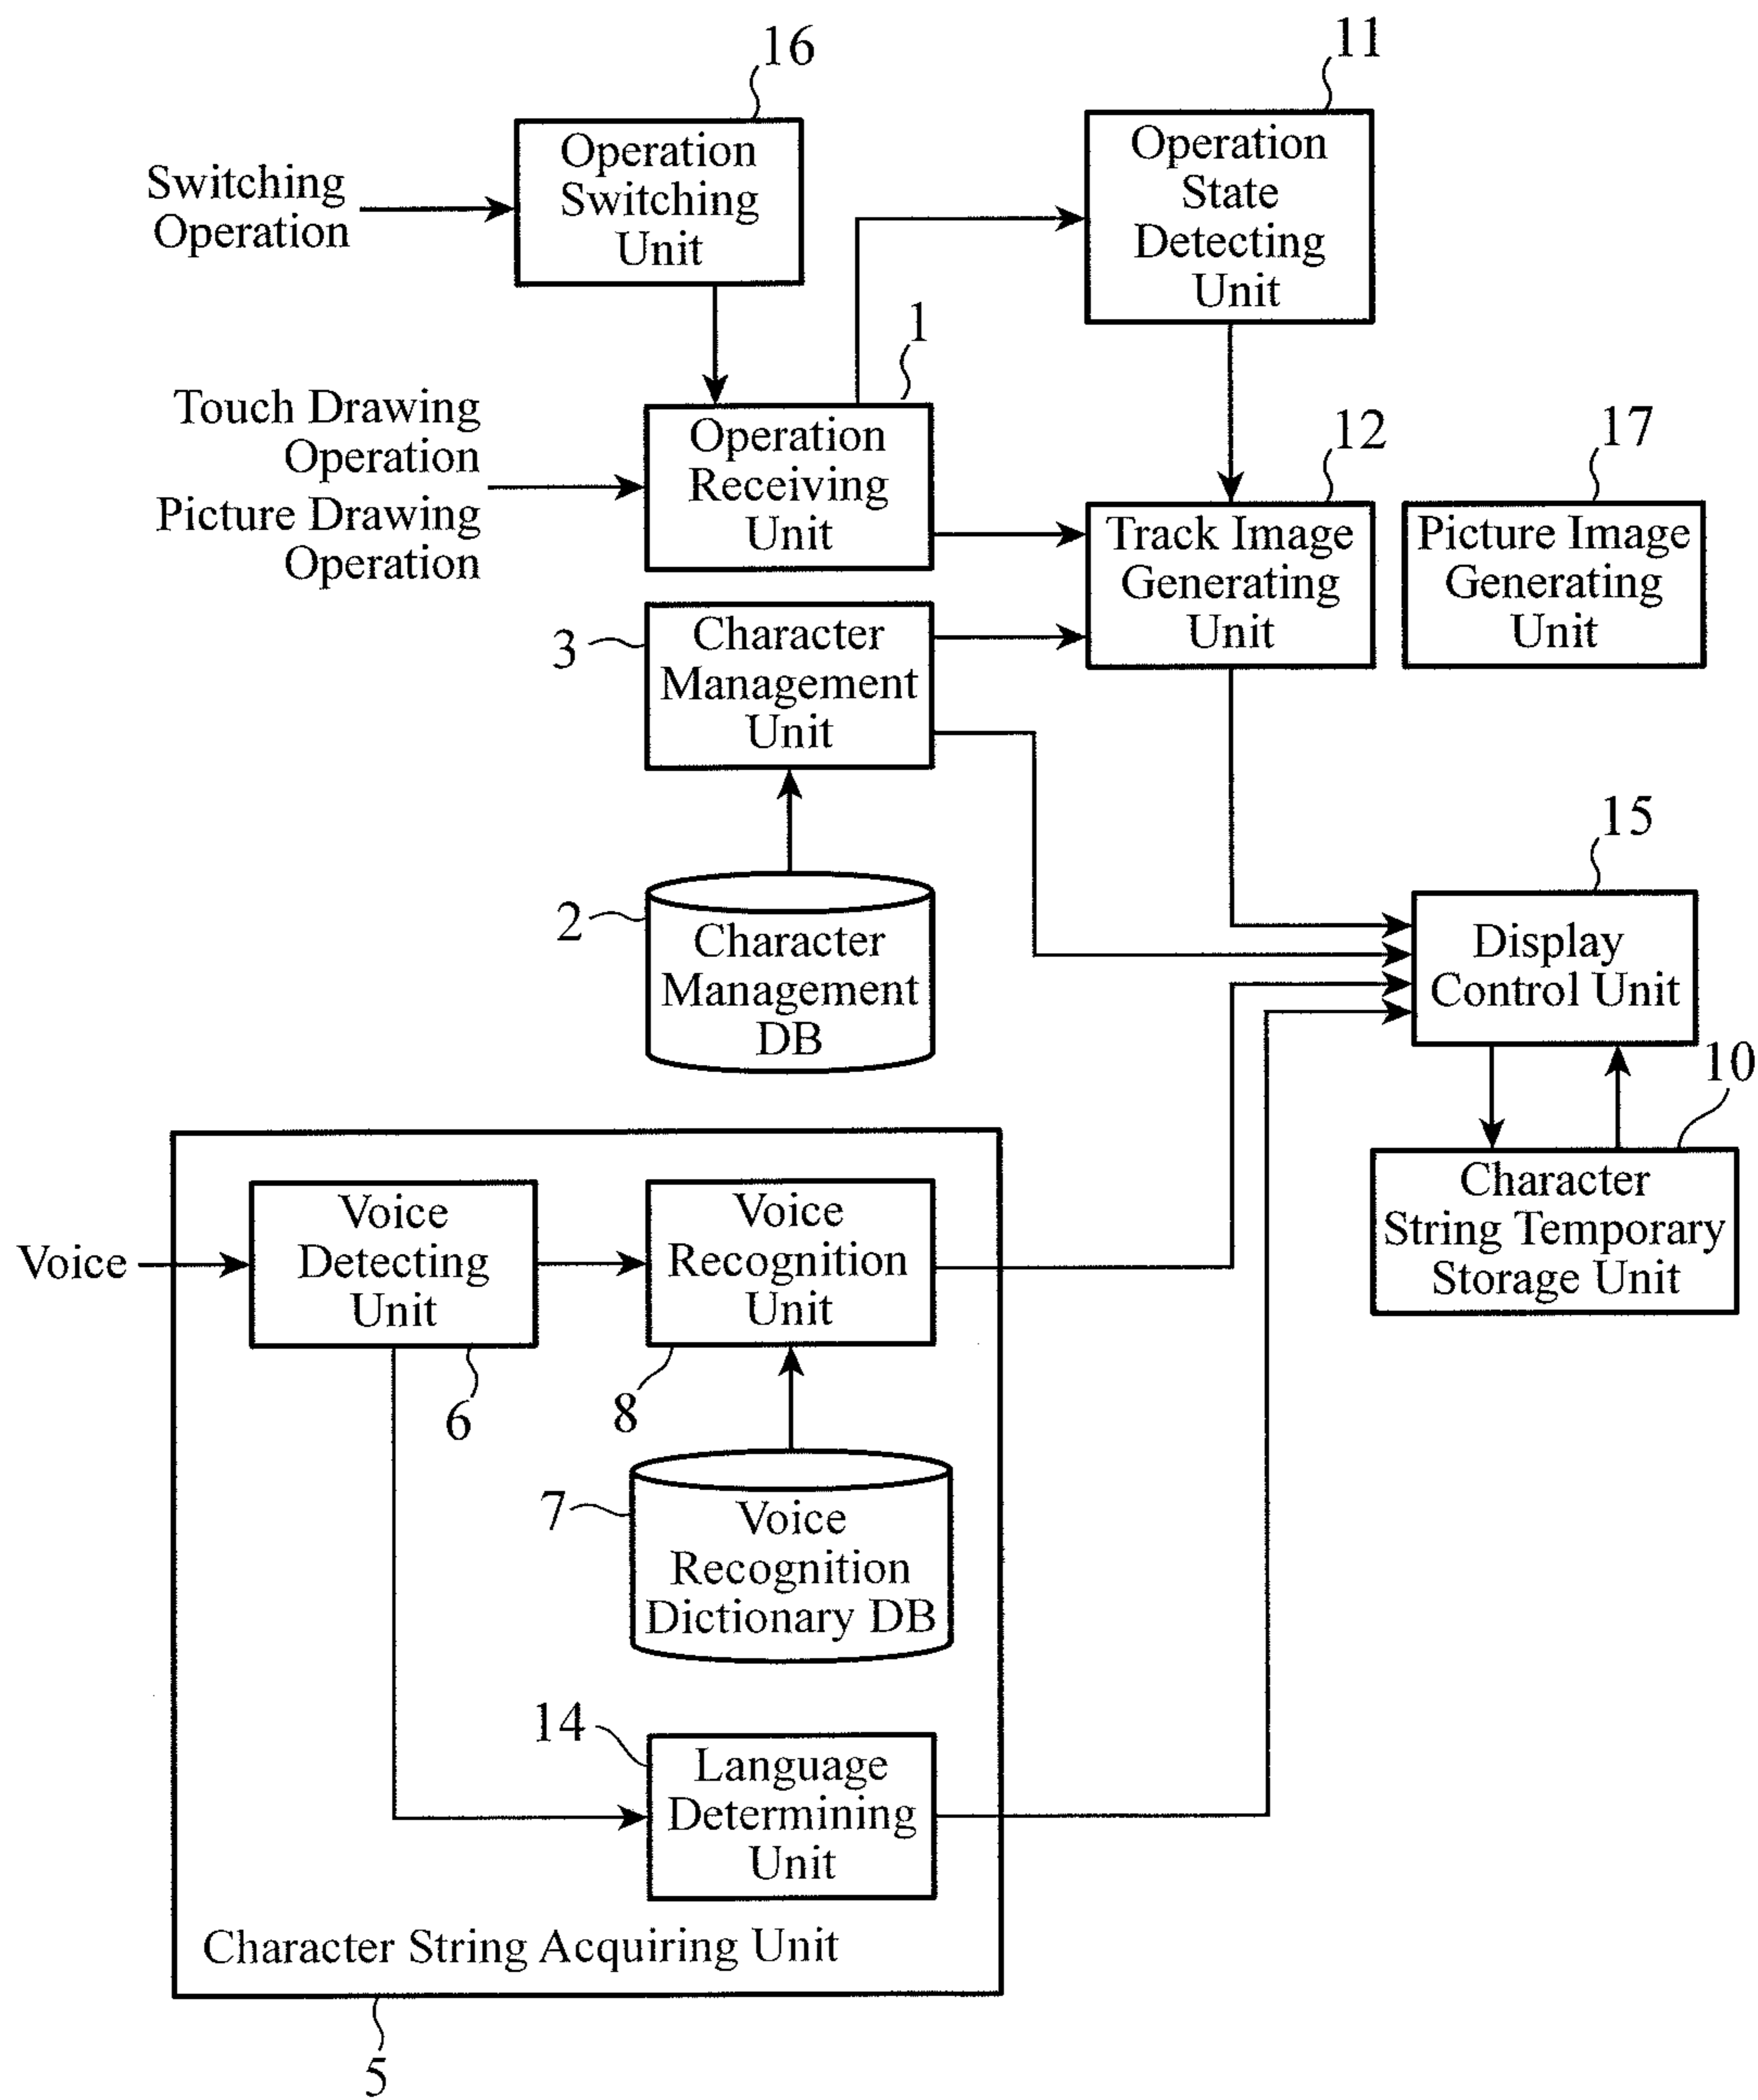 16
11
Operation
Switching
Unit
Operation
State
Detecting
Unit
Switching
Operation
1
Touch Drawing
Operation
Picture Drawing
Operation
Operation
Receiving
Unit
12
17
Track Image
Generating
Unit
Picture Image
Generating
Unit
3
Character
Management
Unit
15
2
Character
Management
DB
Display
Control Unit
10
Character
String Temporary
Storage Unit
Voice
Voice
Detecting
Unit
Voice
Recognition
Unit
6
8
7
Voice
Recognition
Dictionary DB
14
Language
Determining
Unit
Character String Acquiring Unit
5